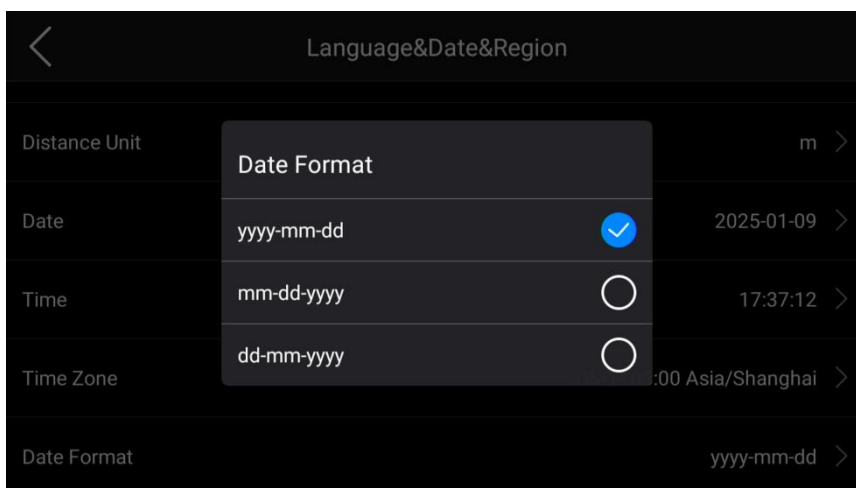 Language&Date&Region
Distance Unit
m
Date Format
Date
yyyy-mm-dd
2025-01-09
Time
mm-dd-yyyy
17:37:12
Time Zone
dd-mm-yyyy
:00 Asia/Shanghai
Date Format
yyyy-mm-dd